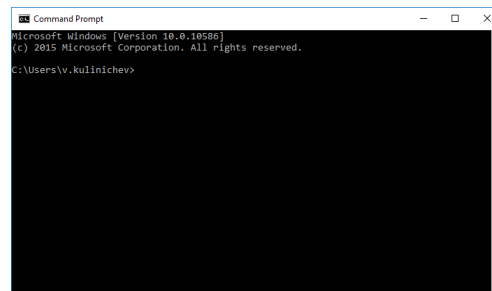 Command Prompt
Microsoft Windows [Version 10.0.10586]
(c) 2015 Microsoft Corporation. All rights reserved.
C:\Users\v.kulinichev>